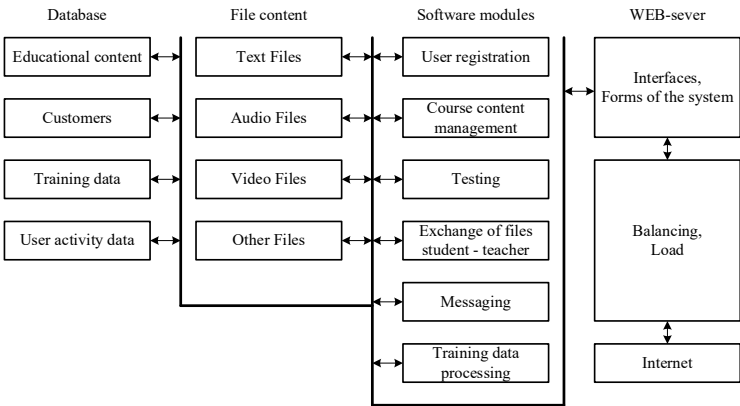 Database
File content
Software modules
WEB-sever
Educational content
Text Files
User registration
Interfaces,
Forms of the system
Customers
Audio Files
Course content
management
Training data
Video Files
Testing
Balancing,
Load
User activity data
Other Files
Exchange of files
student - teacher
Messaging
Training data
processing
Internet